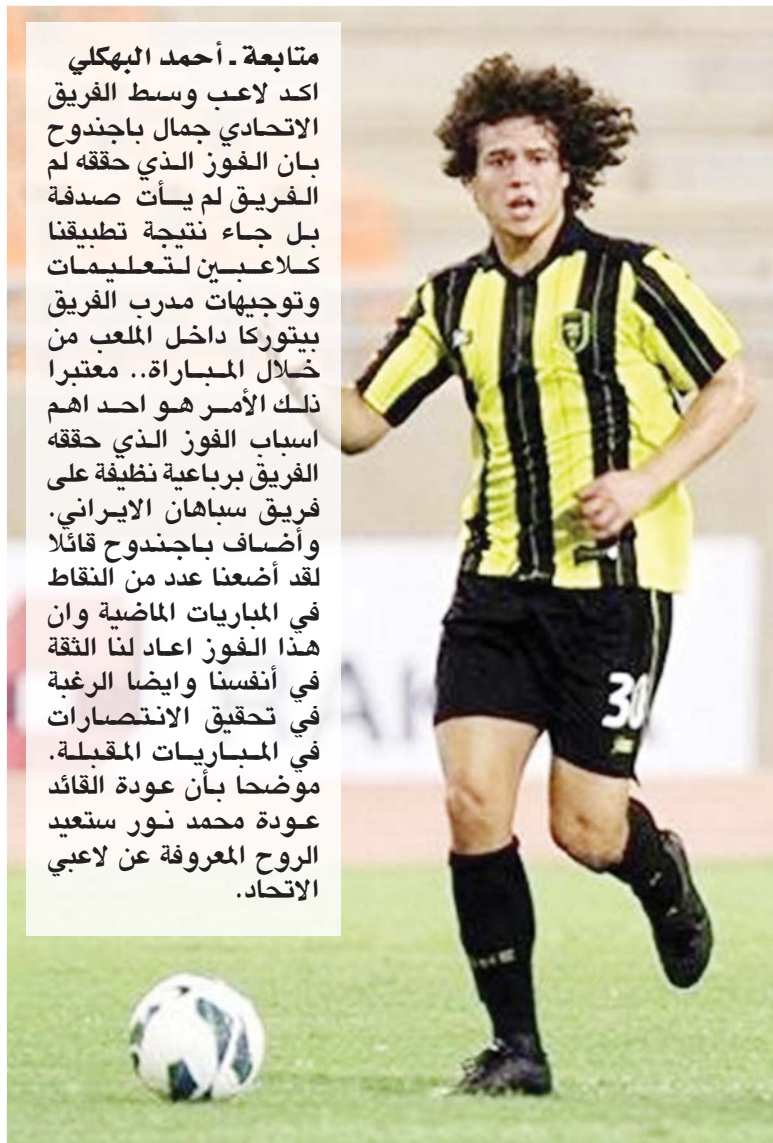 متابعة ـ أحمد البهكلي
اكد لاعب وسط الفريق
الاتحادي جمال باجندوح
بان الفوز الذي حققه لم
الفريق لم يأت صدفة
بل جاء نتيجة تطبيقنا
كلاعبين لتعليمات
وتوجيهات مدرب الفريق
بيتوركا داخل الملعب من
خلال المباراة.. معتبرا
ذلك الأمر هو احد اهم
اسباب الفوز الذي حققه
الفريق برباعية نظيفة على
فريق سباهان الايراني.
وأضاف باجندوح قائلا
لقد أضعنا عدد من النقاط
في المباريات الماضية وان
هذا الفوز اعاد لنا الثقة
في أنفسنا وايضا الرغبة
في تحقيق الانتصارات
في المباريات المقبلة.
موضحا بأن عودة القائد
عودة محمد نور ستعيد
الروح المعروفة عن لاعبي
الاتحاد.
30